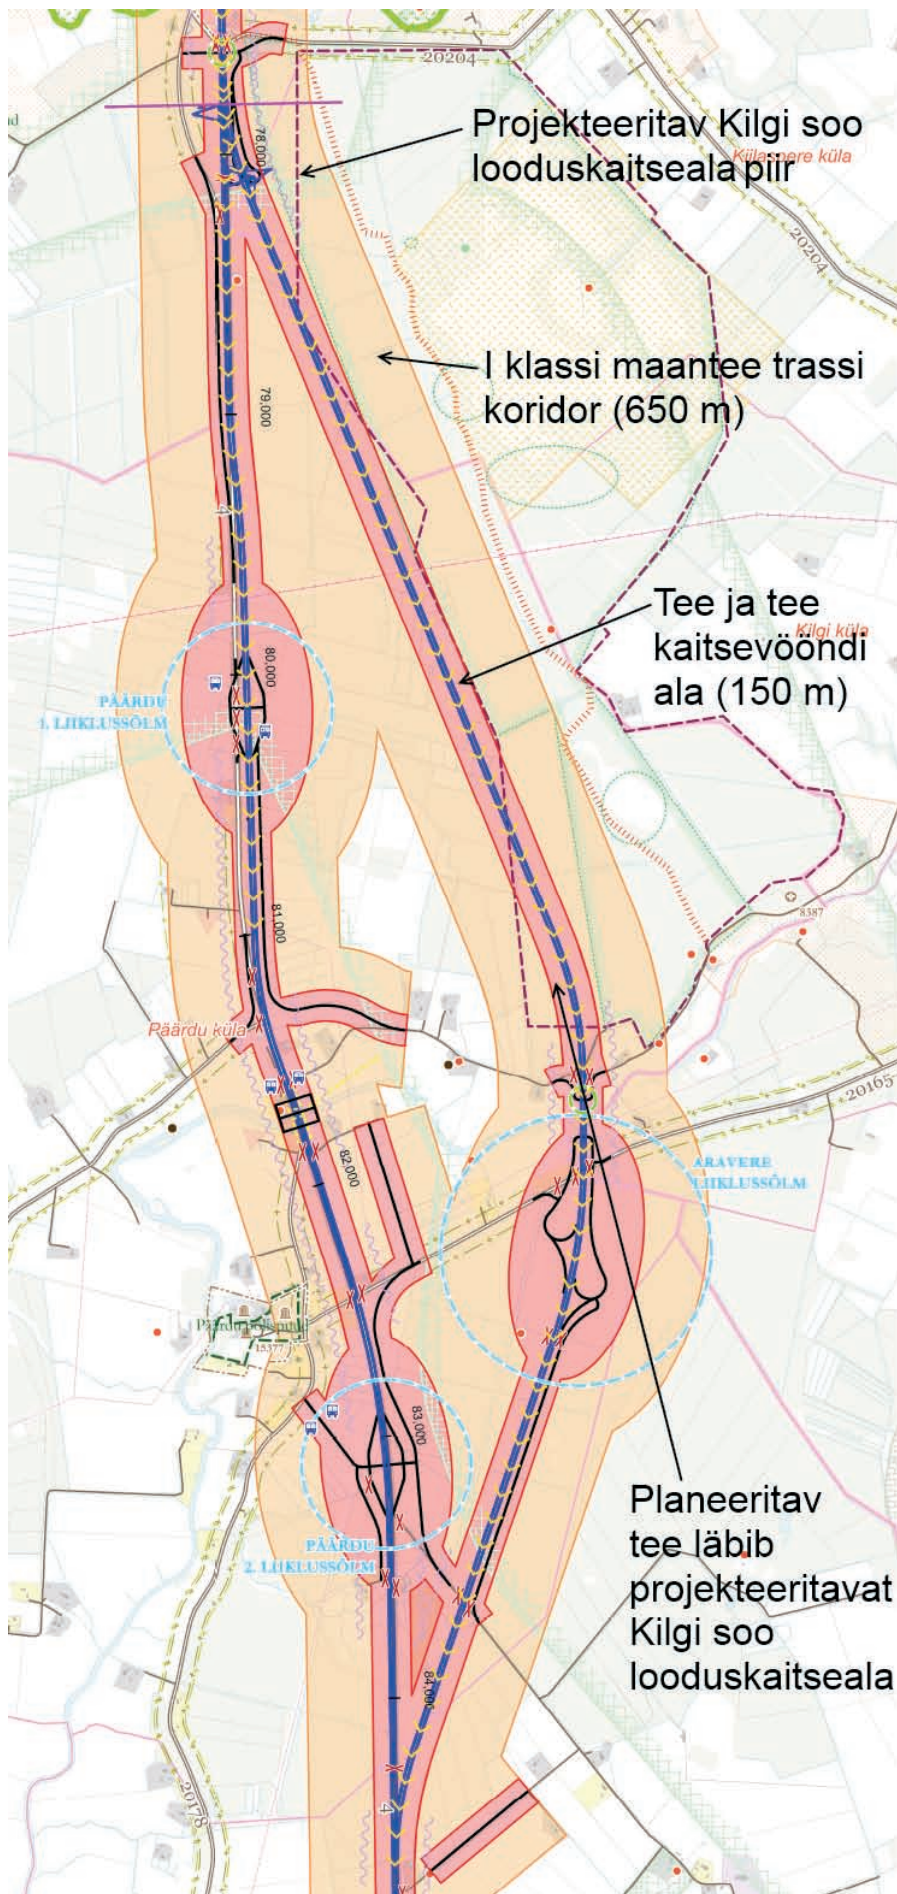 20204
78,000
Projekteeritav Kilgi soo
looduskaitseala piir
Kiilaspere küla
20204
I klassi maantee trassi
koridor (650 m)
79,000
4
Tee ja tee
kaitsevööndi
ala (150 m)
Kilgi küla
80,000
PÄÄRDU
1. LIIKLUSSÕLM
81,000
8387
Päärdu küla
20165
82,000
ARAVERE
LIIKLUSSÕLM
15377
83,000
PÄÄRDU
2. LIIKLUSSÕLM
Planeeritav
tee läbib
projekteeritavat
Kilgi soo
looduskaitseala
84,000
20178
4